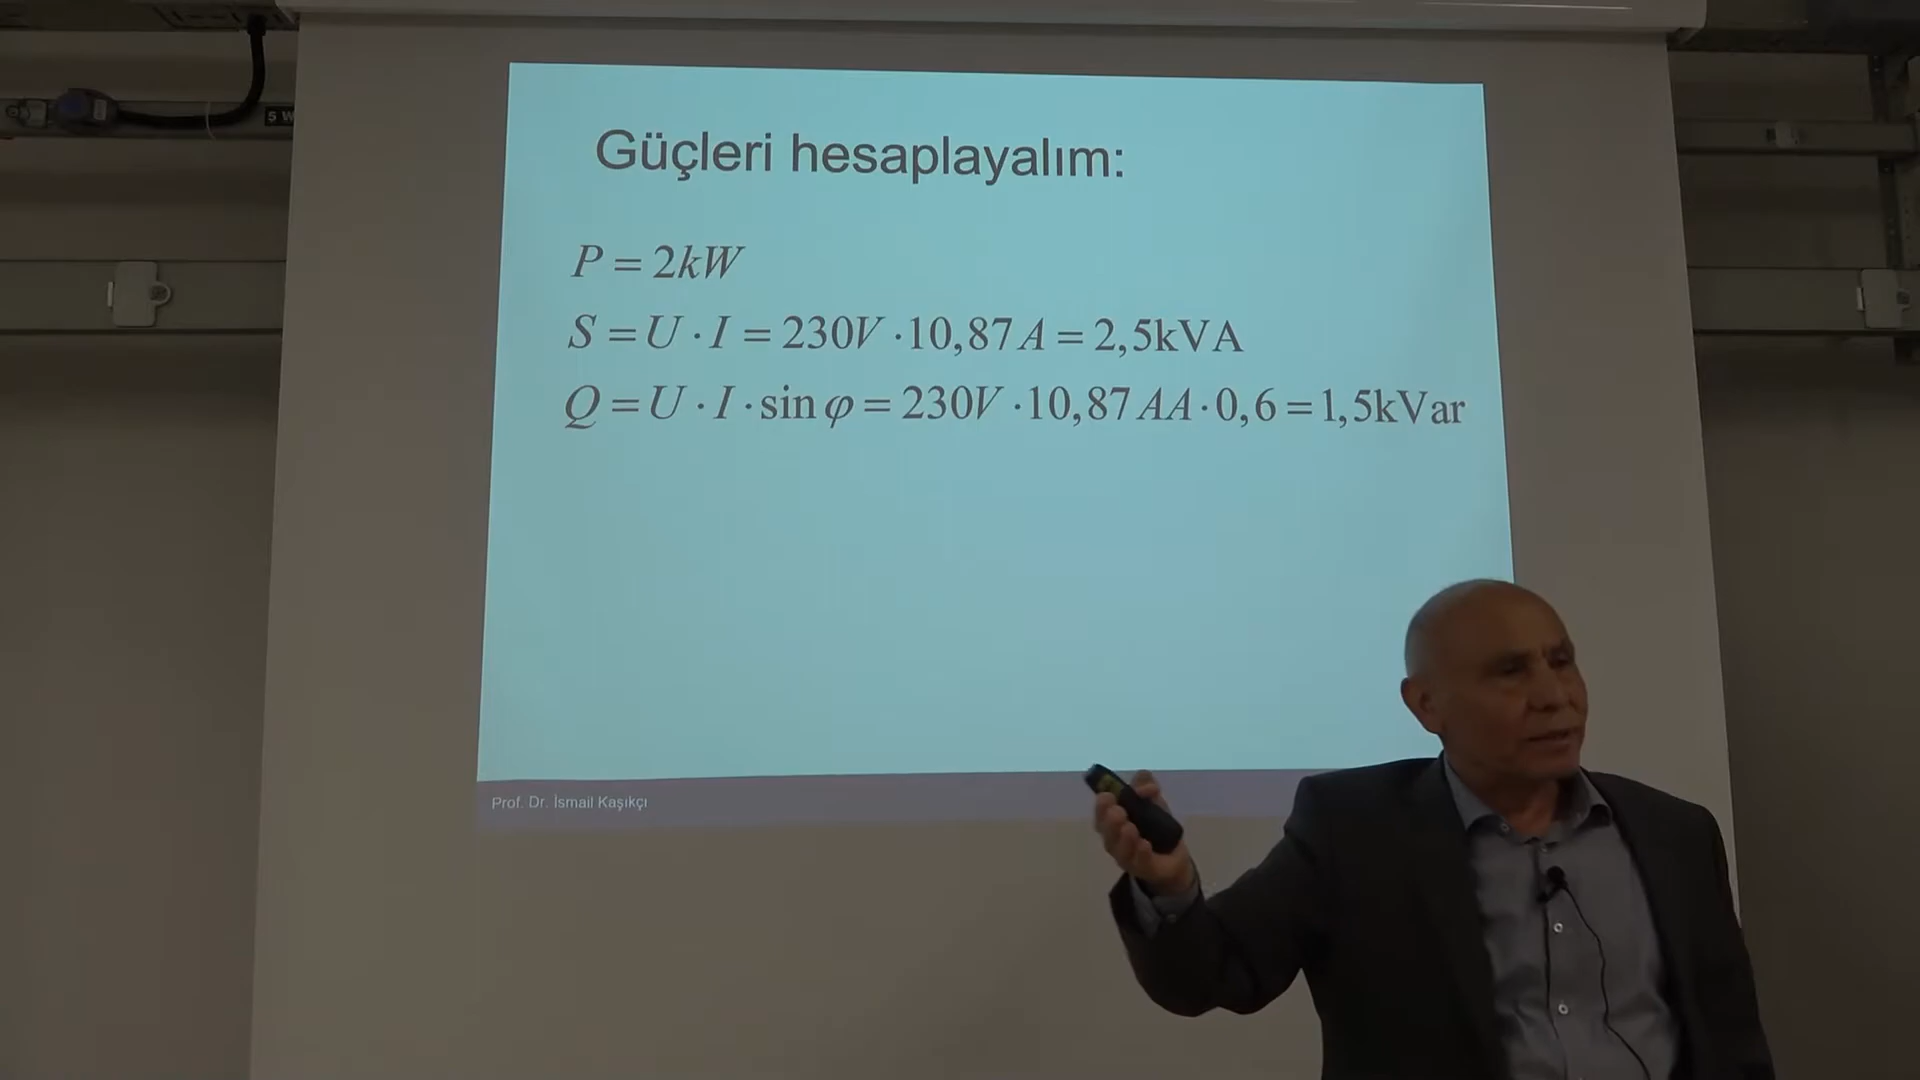 5 W
Güçleri hesaplayalım:
P = 2kW
S = U · I = 230V · 10,87 A = 2,5kVA
Q = U · I · sin φ = 230V · 10,87 AA · 0,6 = 1,5kVar
Prof. Dr. İsmail Kaşıkçı